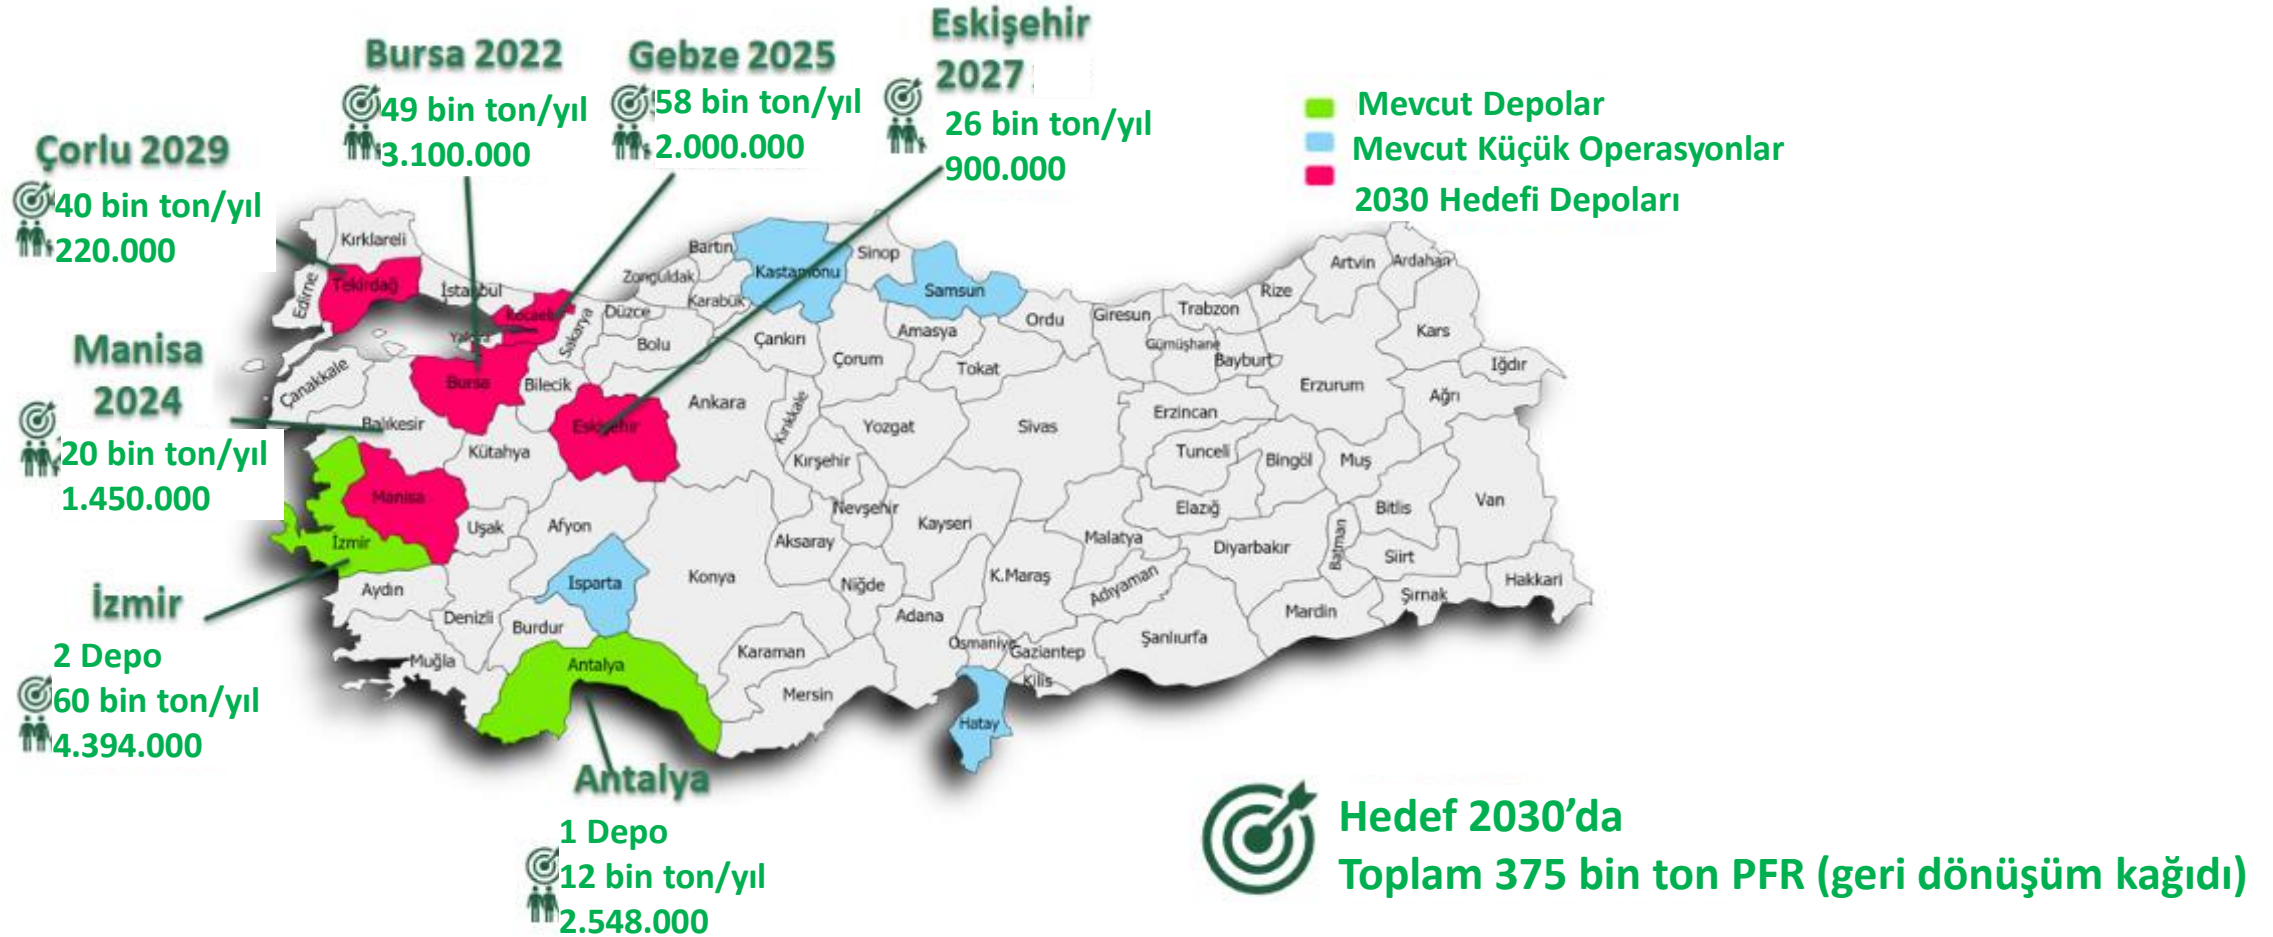 Eskişehir
2027
26 bin ton/yıl
900.000
Bursa 2022
49 bin ton/yıl
3.100.000
Gebze 2025
58 bin ton/yıl
2.000.000
Çorlu 2029
40 bin ton/yıl
220.000
Manisa
2024
20 bin ton/yıl
1.450.000
İzmir
2 Depo
60 bin ton/yıl
4.394.000
Antalya
1 Depo
12 bin ton/yıl
2.548.000
Mevcut Depolar
Mevcut Küçük Operasyonlar
2030 Hedefi Depoları
Kırklareli
Edirne
Tekirdağ
İstanbul
Kocaeli
Yalova
Sakarya
Düzce
Zonguldak
Bartın
Karabük
Kastamonu
Sinop
Samsun
Bolu
Çankırı
Çorum
Amasya
Ordu
Tokat
Giresun
Trabzon
Gümüşhane
Bayburt
Rize
Artvin
Ardahan
Kars
Iğdır
Ağrı
Erzurum
Erzincan
Çanakkale
Balıkesir
Bursa
Bilecik
Eskişehir
Kütahya
Ankara
Kırıkkale
Kırşehir
Yozgat
Sivas
Tunceli
Bingöl
Muş
Bitlis
Van
Manisa
İzmir
Uşak
Afyon
Nevşehir
Kayseri
Aksaray
Niğde
Malatya
Elazığ
Diyarbakır
Batman
Siirt
Hakkari
Şırnak
Mardin
Şanlıurfa
Adıyaman
K.Maraş
Aydın
Denizli
Isparta
Burdur
Konya
Muğla
Antalya
Karaman
Mersin
Adana
Osmaniye
Gaziantep
Kilis
Hatay
Hedef 2030’da
Toplam 375 bin ton PFR (geri dönüşüm kağıdı)